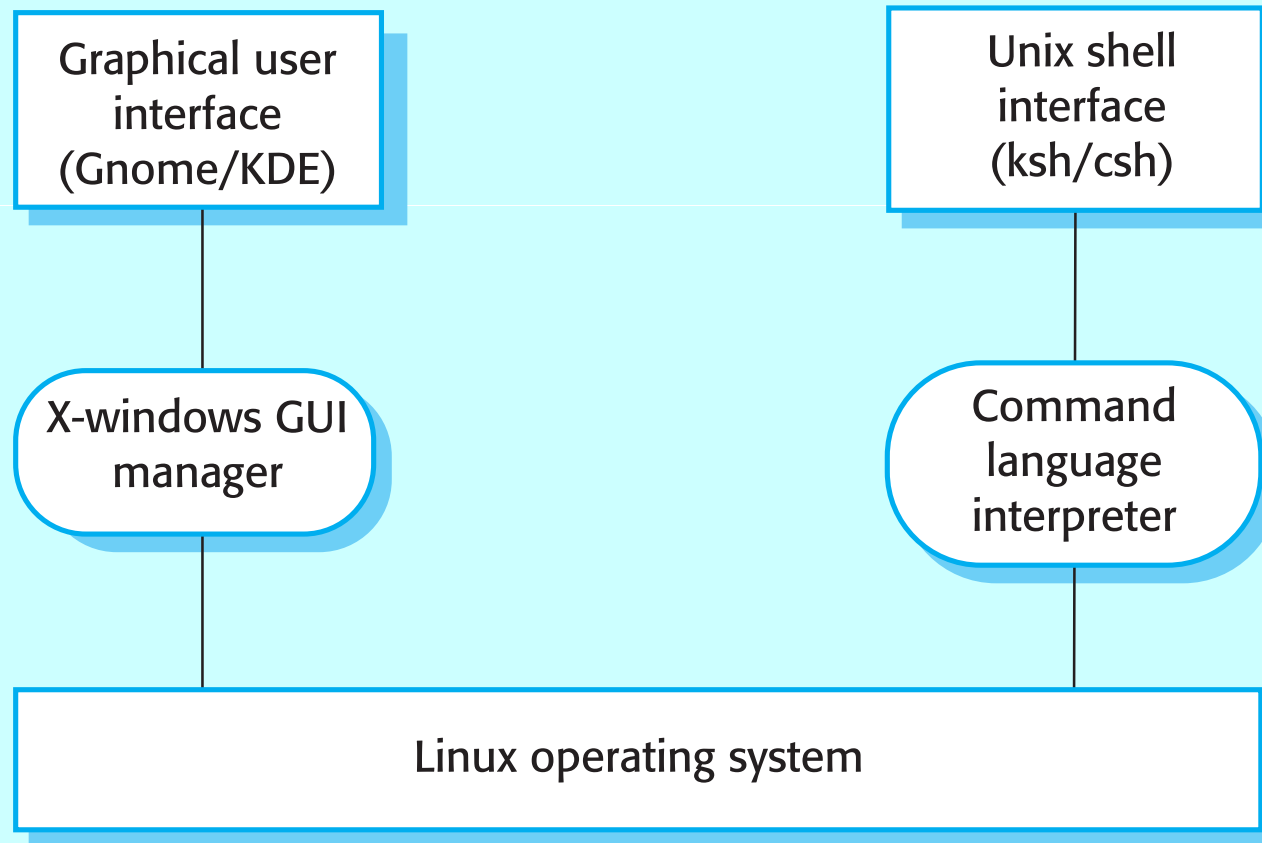 Graphical user
interface
(Gnome/KDE)
Unix shell
interface
(ksh/csh)
X-windows GUI
manager
Command
language
interpreter
Linux operating system